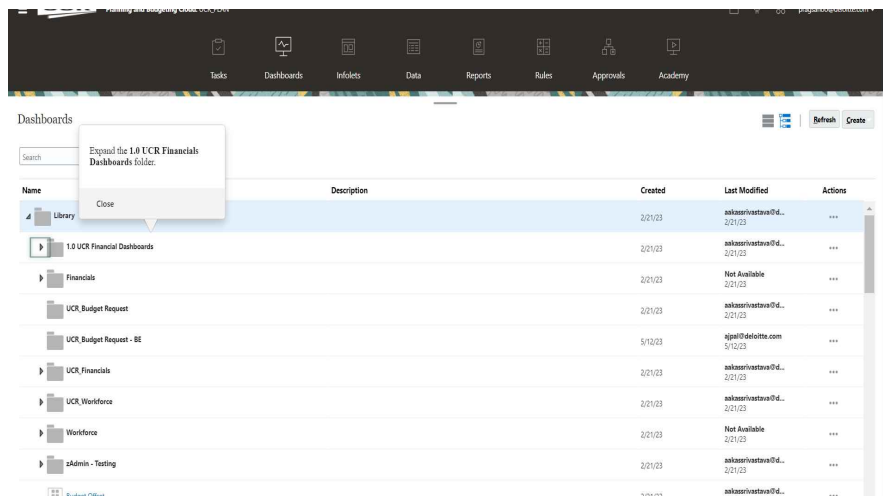 Planning and Budgeting Cloud: UCR_PLAN
pragsahoo@deloitte.com
Tasks Dashboards Infolets Data Reports Rules Approvals Academy
Dashboards
Refresh Create
Search
Expand the 1.0 UCR Financials
Dashboards folder.
Close
Name Description Created Last Modified Actions
Library 2/21/23 aakassrivastava@d...
2/21/23
1.0 UCR Financial Dashboards 2/21/23 aakassrivastava@d...
2/21/23
Financials 2/21/23 Not Available
2/21/23
UCR_Budget Request 2/21/23 aakassrivastava@d...
2/21/23
UCR_Budget Request - BE 5/12/23 ajpal@deloitte.com
5/12/23
UCR_Financials 2/21/23 aakassrivastava@d...
2/21/23
UCR_Workforce 2/21/23 aakassrivastava@d...
2/21/23
Workforce 2/21/23 Not Available
2/21/23
zAdmin - Testing 2/21/23 aakassrivastava@d...
2/21/23
Budget Offset aakassrivastava@d...